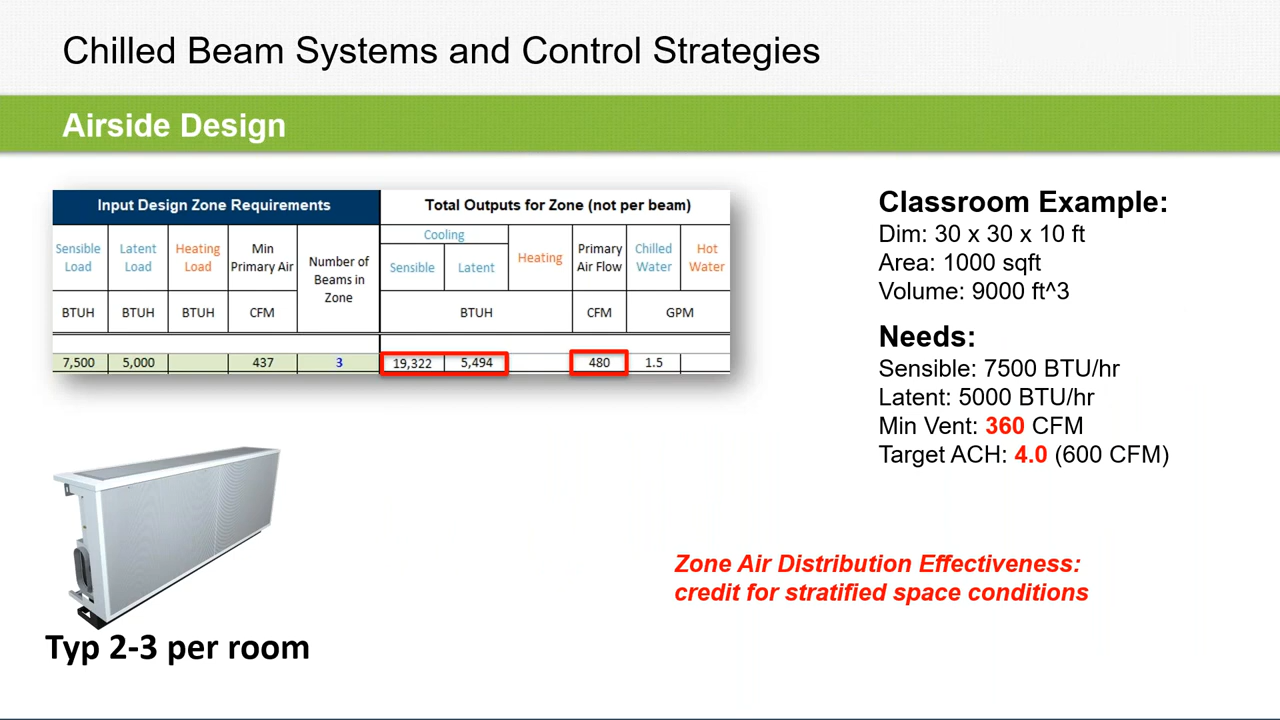 Chilled Beam Systems and Control Strategies
Airside Design
Input Design Zone Requirements
Total Outputs for Zone (not per beam)
Sensible Load
Latent Load
Heating Load
Min Primary Air
Number of Beams in Zone
Cooling
Sensible
Latent
Heating
Primary Air Flow
Chilled Water
Hot Water
BTUH BTUH BTUH CFM BTUH CFM GPM
7,500 5,000 437 3 19,322 5,494 480 1.5
Classroom Example:
Dim: 30 x 30 x 10 ft
Area: 1000 sqft
Volume: 9000 ft^3
Needs:
Sensible: 7500 BTU/hr
Latent: 5000 BTU/hr
Min Vent: 360 CFM
Target ACH: 4.0 (600 CFM)
Zone Air Distribution Effectiveness:
credit for stratified space conditions
Typ 2-3 per room